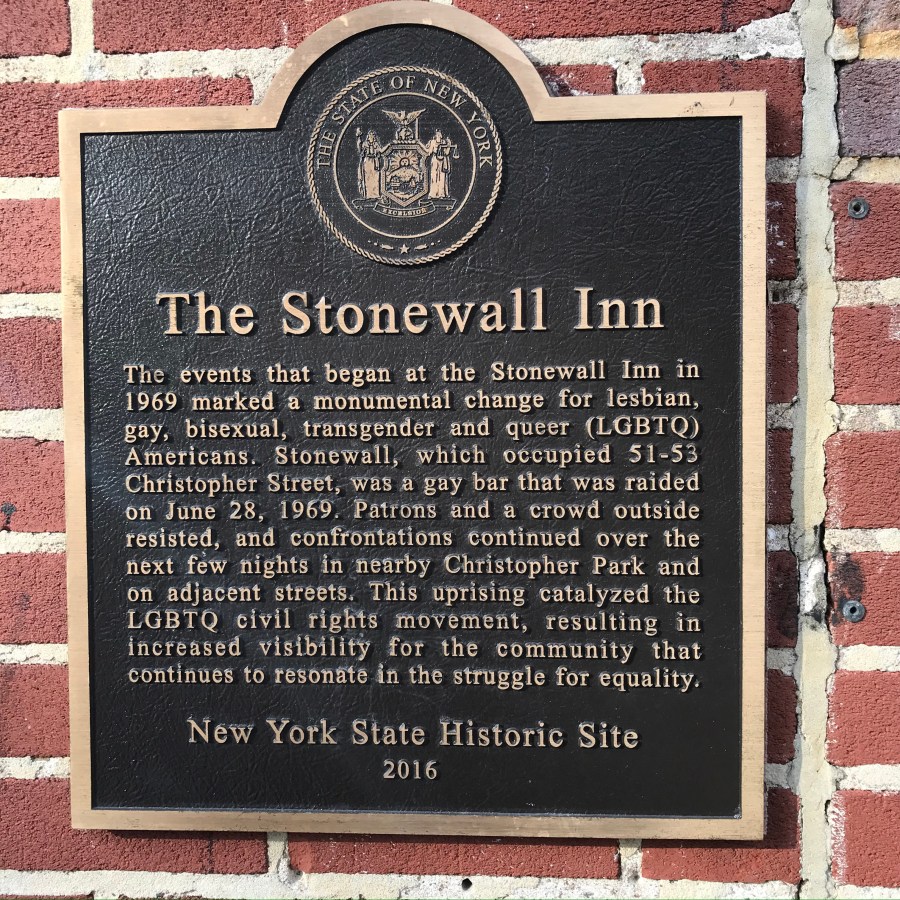 THE STATE OF NEW YORK
EXCELSIOR
The Stonewall Inn
The events that began at the Stonewall Inn in
1969 marked a monumental change for lesbian,
gay, bisexual, transgender and queer (LGBTQ)
Americans. Stonewall, which occupied 51-53
Christopher Street, was a gay bar that was raided
on June 28, 1969. Patrons and a crowd outside
resisted, and confrontations continued over the
next few nights in nearby Christopher Park and
on adjacent streets. This uprising catalyzed the
LGBTQ civil rights movement, resulting in
increased visibility for the community that
continues to resonate in the struggle for equality.
New York State Historic Site
2016